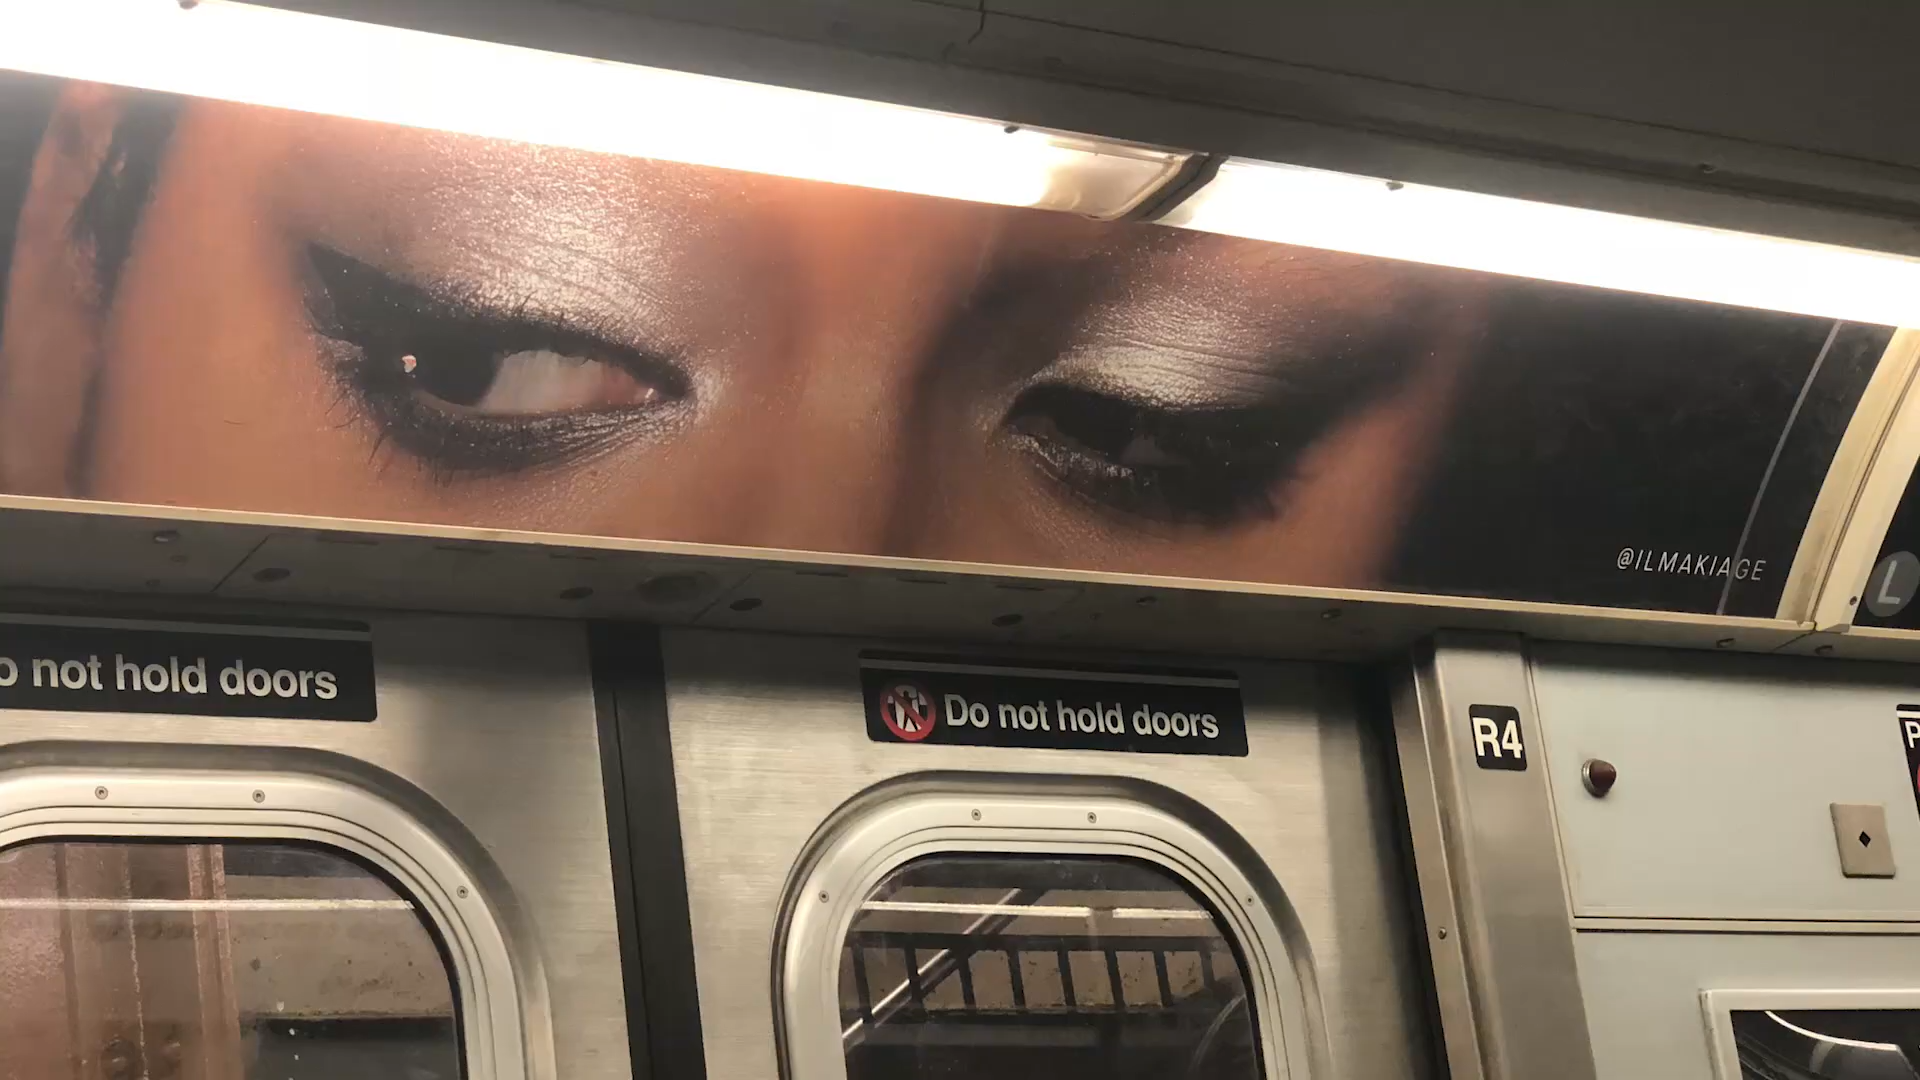 @ILMAKIAGE
L
o not hold doors
Do not hold doors
R4
P